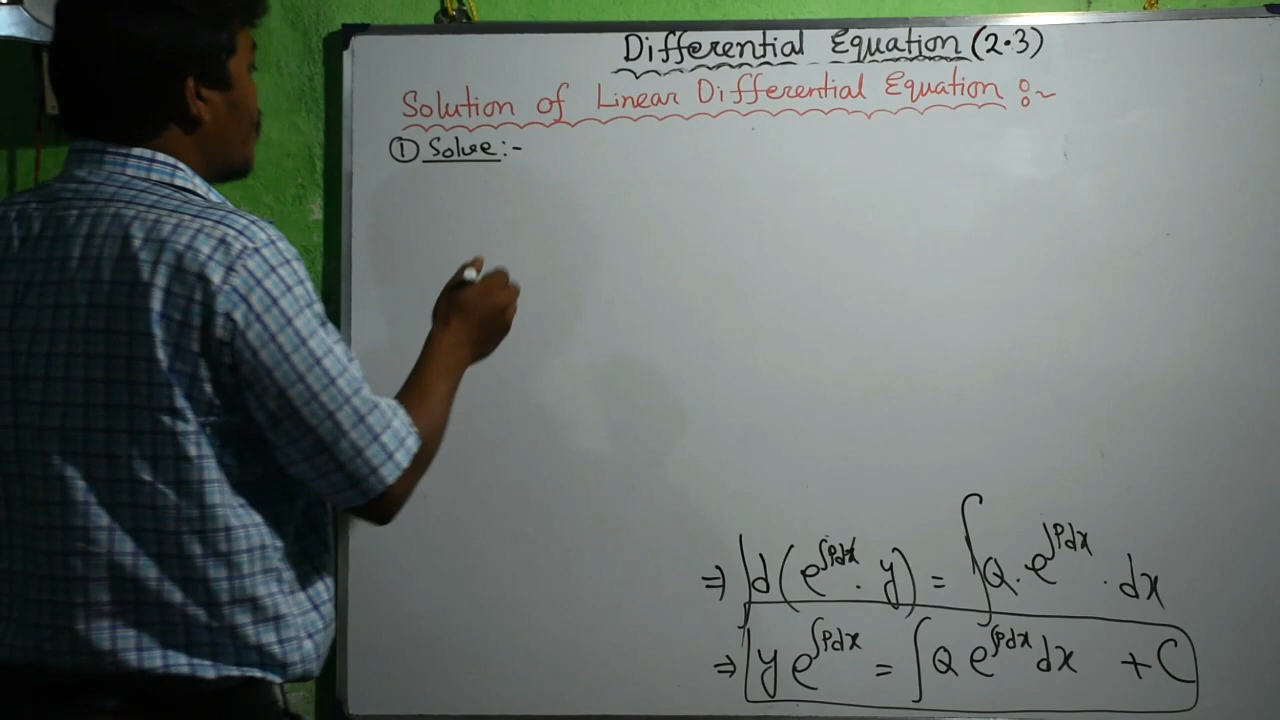 Differential Equation (2.3)
Solution of Linear Differential Equation :~
① Solve:-
⇒ ∫d(e^∫Pdx · y) = ∫Q · e^∫Pdx · dx
⇒ y e^∫Pdx = ∫Q e^∫Pdx dx + C